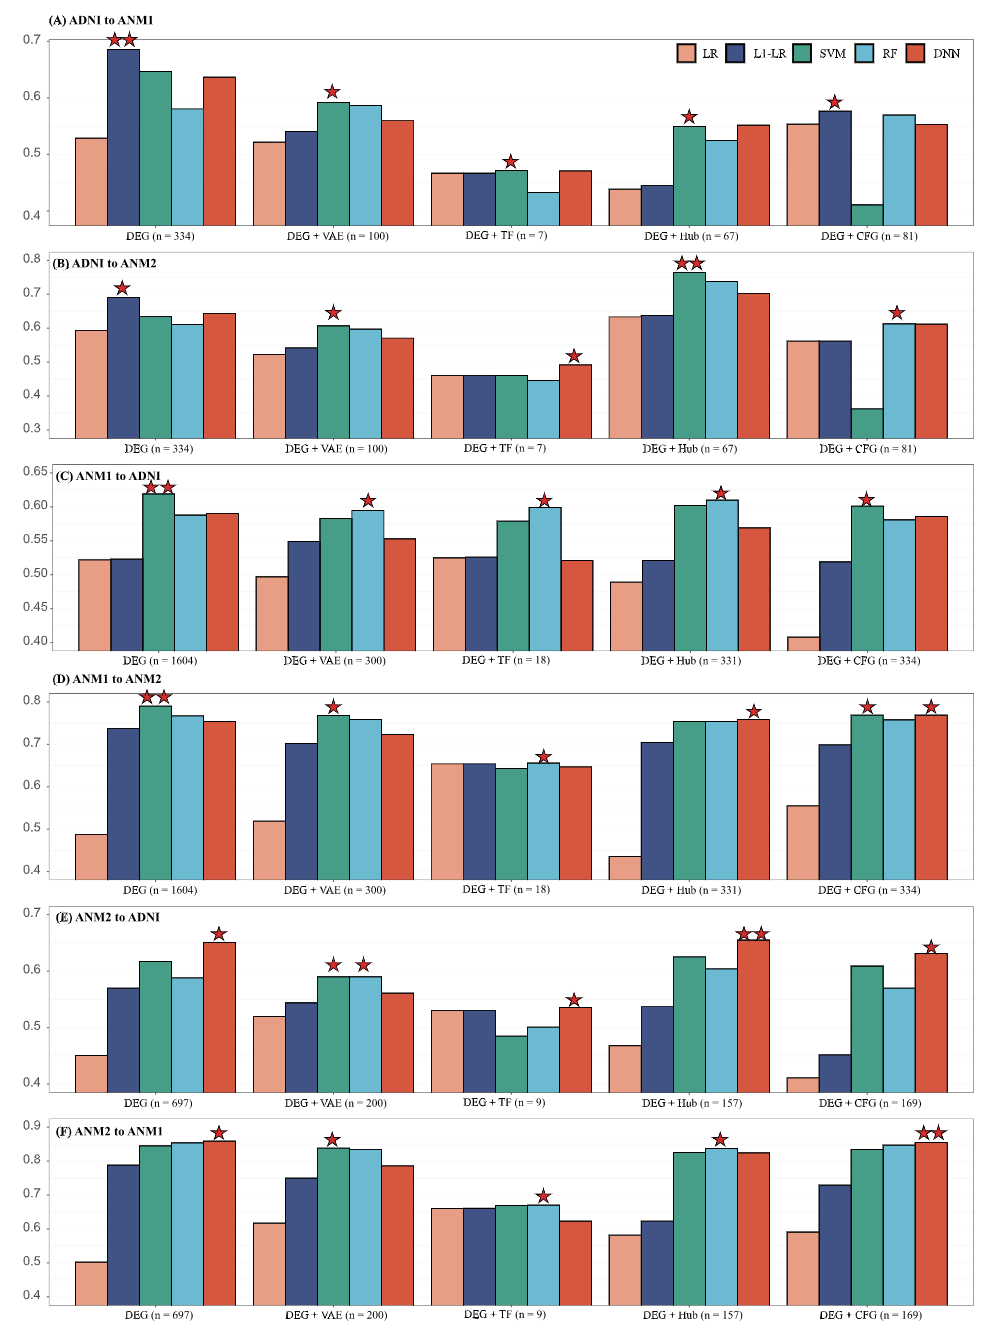 (A) ADNI to ANM1
0.7
LR L1-LR SVM RF DNN
0.6
0.5
0.4
DEG (n = 334) DEG + VAE (n = 100) DEG + TF (n = 7) DEG + Hub (n = 67) DEG + CFG (n = 81)
(B) ADNI to ANM2
0.8
0.7
0.6
0.5
0.4
0.3
DEG (n = 334) DEG + VAE (n = 100) DEG + TF (n = 7) DEG + Hub (n = 67) DEG + CFG (n = 81)
(C) ANM1 to ADNI
0.65
0.60
0.55
0.50
0.45
0.40
DEG (n = 1604) DEG + VAE (n = 300) DEG + TF (n = 18) DEG + Hub (n = 331) DEG + CFG (n = 334)
(D) ANM1 to ANM2
0.8
0.7
0.6
0.5
0.4
DEG (n = 1604) DEG + VAE (n = 300) DEG + TF (n = 18) DEG + Hub (n = 331) DEG + CFG (n = 334)
(E) ANM2 to ADNI
0.7
0.6
0.5
0.4
DEG (n = 697) DEG + VAE (n = 200) DEG + TF (n = 9) DEG + Hub (n = 157) DEG + CFG (n = 169)
(F) ANM2 to ANM1
0.9
0.8
0.7
0.6
0.5
0.4
DEG (n = 697) DEG + VAE (n = 200) DEG + TF (n = 9) DEG + Hub (n = 157) DEG + CFG (n = 169)